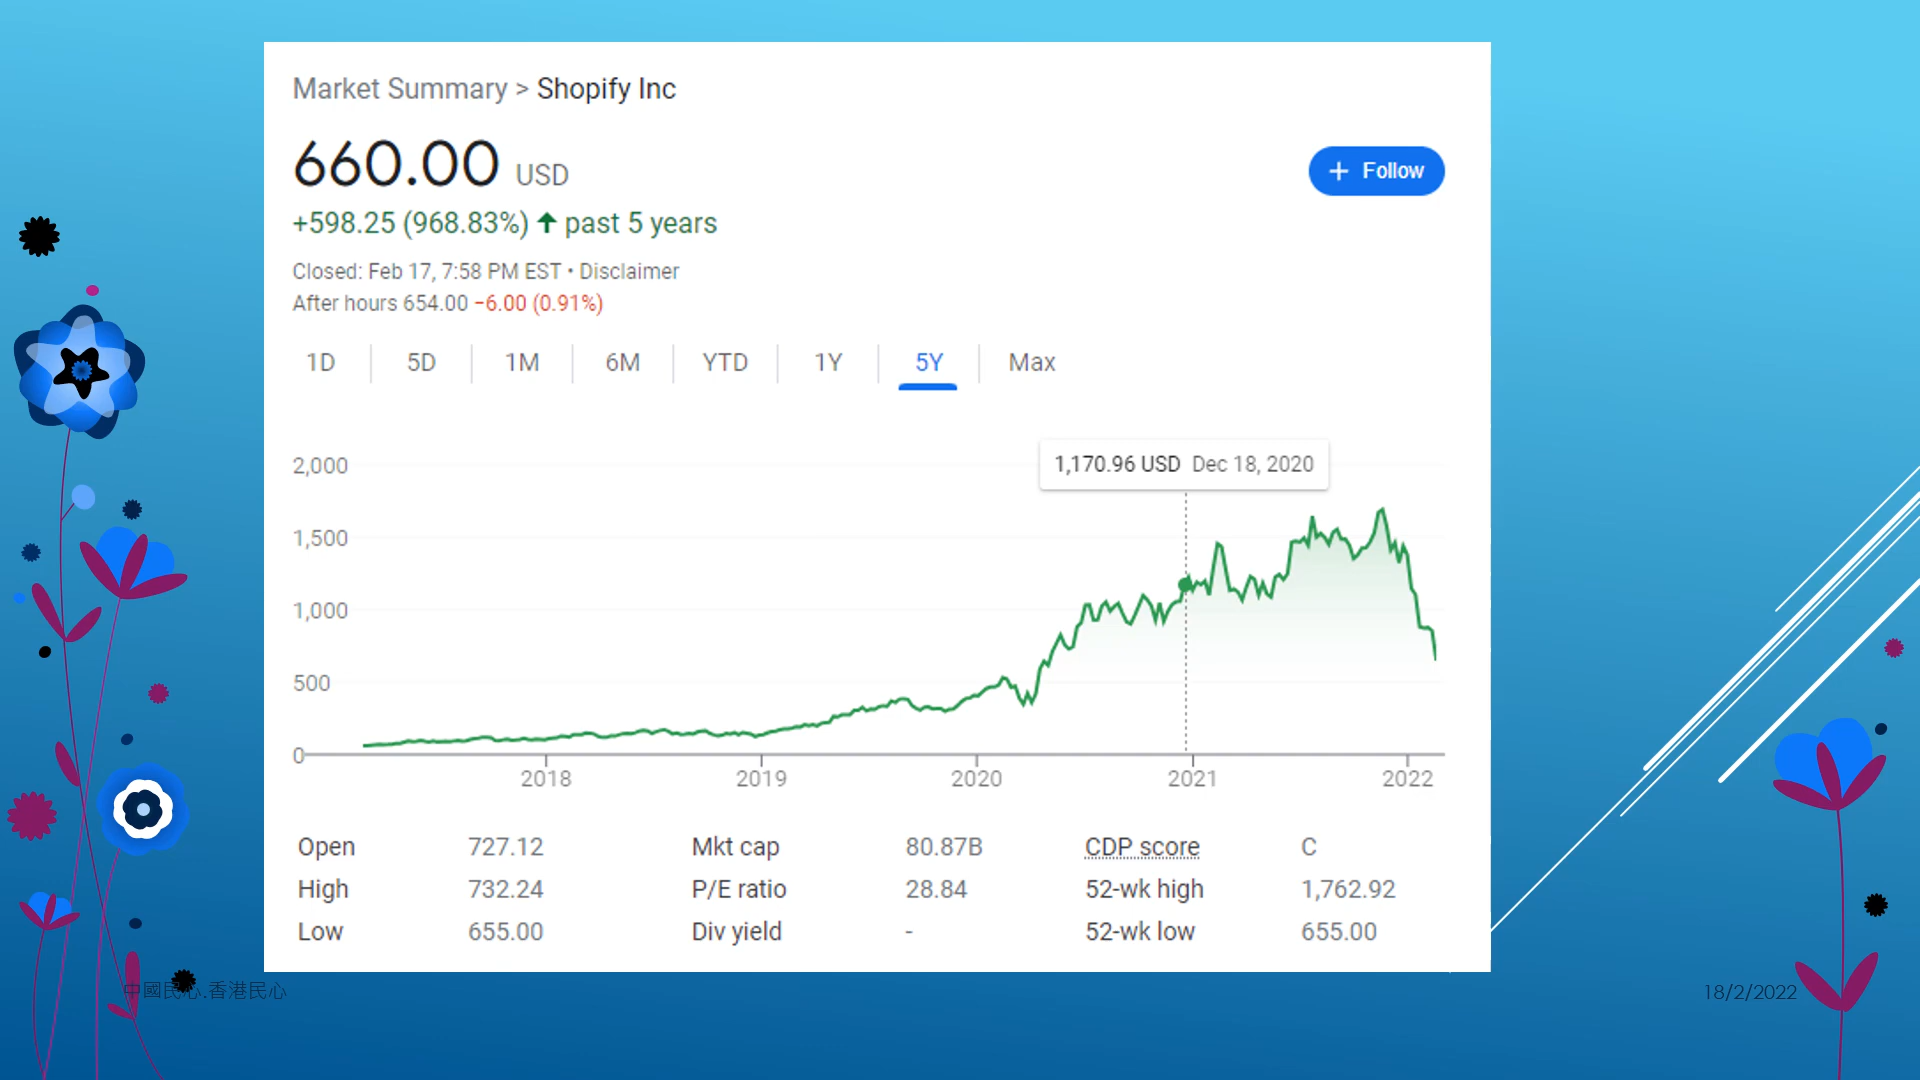 Market Summary > Shopify Inc
660.00 USD
+ Follow
+598.25 (968.83%) ↑ past 5 years
Closed: Feb 17, 7:58 PM EST • Disclaimer
After hours 654.00 −6.00 (0.91%)
1D 5D 1M 6M YTD 1Y 5Y Max
1,170.96 USD Dec 18, 2020
2,000
1,500
1,000
500
0
2018 2019 2020 2021 2022
Open 727.12 Mkt cap 80.87B CDP score C
High 732.24 P/E ratio 28.84 52-wk high 1,762.92
Low 655.00 Div yield - 52-wk low 655.00
中國民心.香港民心
18/2/2022